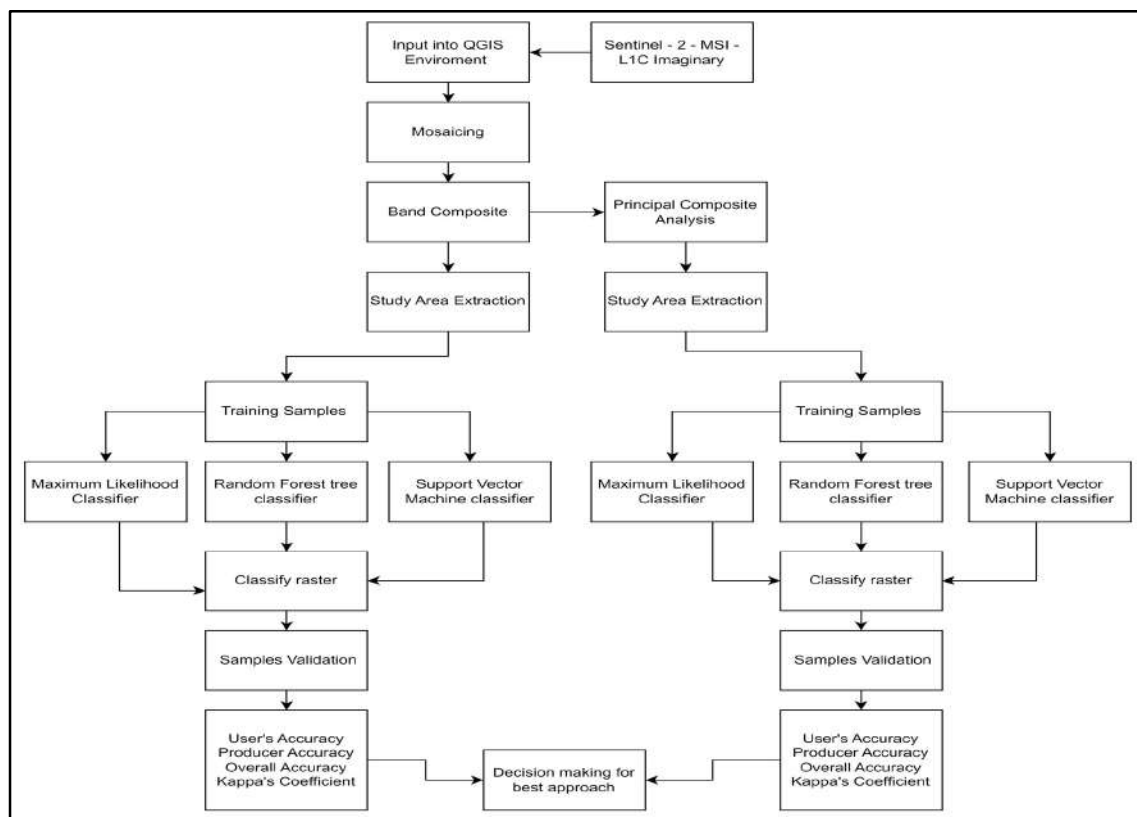 Input into QGIS
Enviroment
Sentinel - 2 - MSI -
L1C Imaginary
Mosaicing
Band Composite
Principal Composite
Analysis
Study Area Extraction
Study Area Extraction
Training Samples
Training Samples
Maximum Likelihood
Classifier
Random Forest tree
classifier
Support Vector
Machine classifier
Maximum Likelihood
Classifier
Random Forest tree
classifier
Support Vector
Machine classifier
Classify raster
Classify raster
Samples Validation
Samples Validation
User's Accuracy
Producer Accuracy
Overall Accuracy
Kappa's Coefficient
Decision making for
best approach
User's Accuracy
Producer Accuracy
Overall Accuracy
Kappa's Coefficient